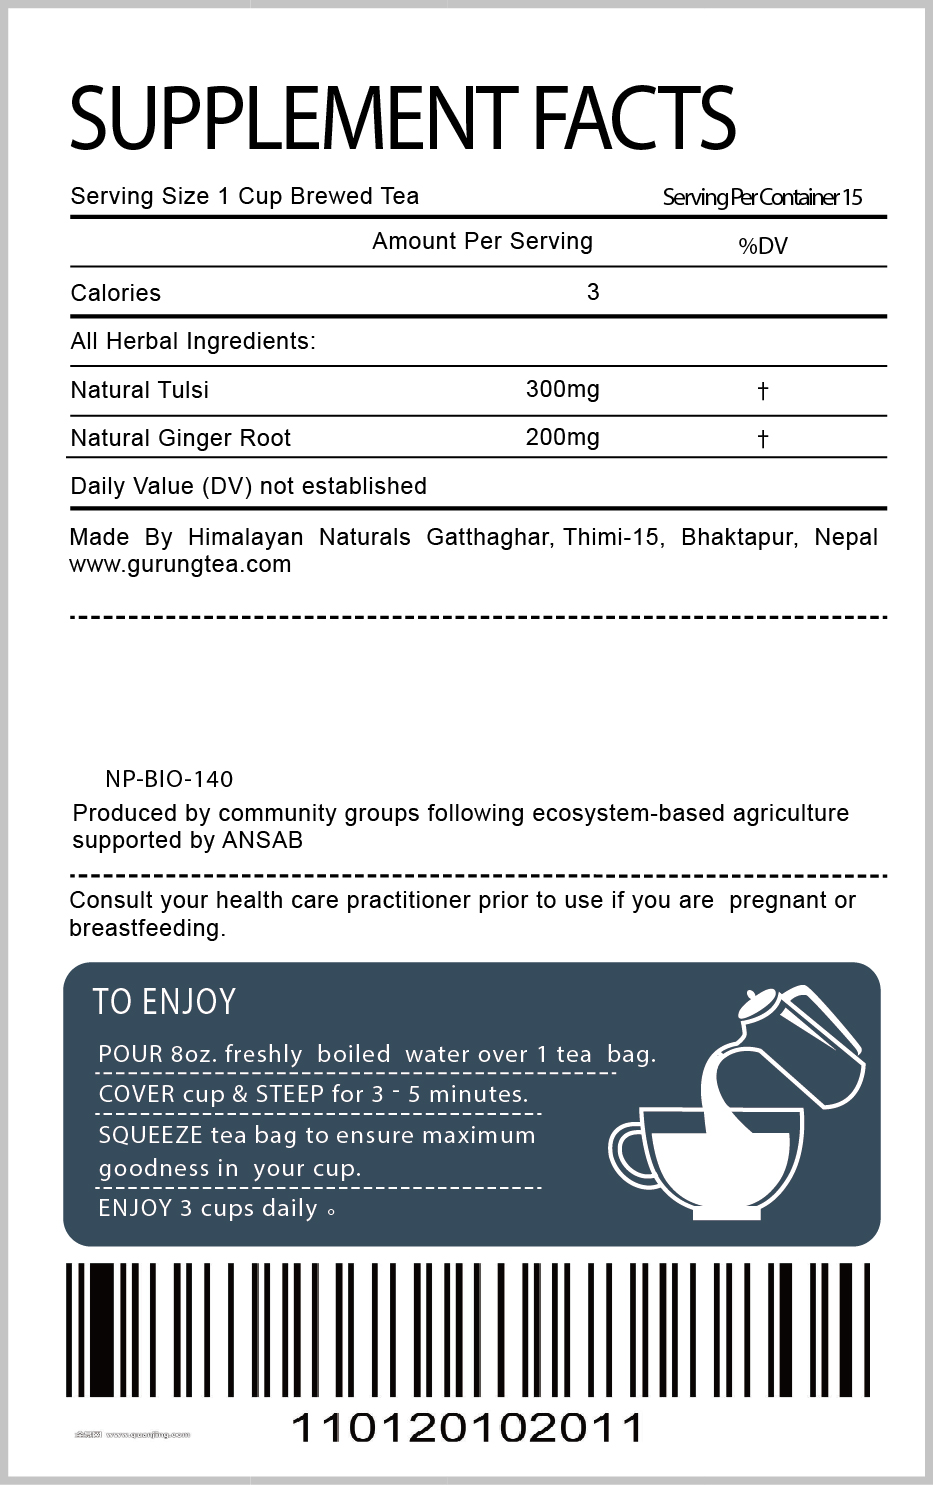 SUPPLEMENT FACTS
Serving Size 1 Cup Brewed Tea Serving Per Container 15
Amount Per Serving %DV
Calories 3
All Herbal Ingredients:
Natural Tulsi 300mg †
Natural Ginger Root 200mg †
Daily Value (DV) not established
Made By Himalayan Naturals Gatthaghar, Thimi-15, Bhaktapur, Nepal
www.gurungtea.com
NP-BIO-140
Produced by community groups following ecosystem-based agriculture
supported by ANSAB
Consult your health care practitioner prior to use if you are pregnant or
breastfeeding.
TO ENJOY
POUR 8oz. freshly boiled water over 1 tea bag.
COVER cup & STEEP for 3 - 5 minutes.
SQUEEZE tea bag to ensure maximum
goodness in your cup.
ENJOY 3 cups daily 。
110120102011
www.quanjing.com